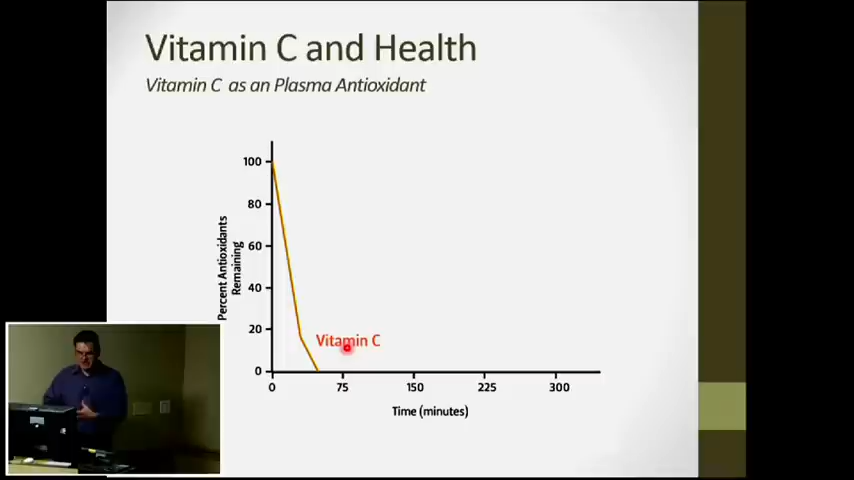 Vitamin C and Health
Vitamin C as an Plasma Antioxidant
100
80
60
40
20
0
Percent Antioxidants
Remaining
Vitamin C
0 75 150 225 300
Time (minutes)